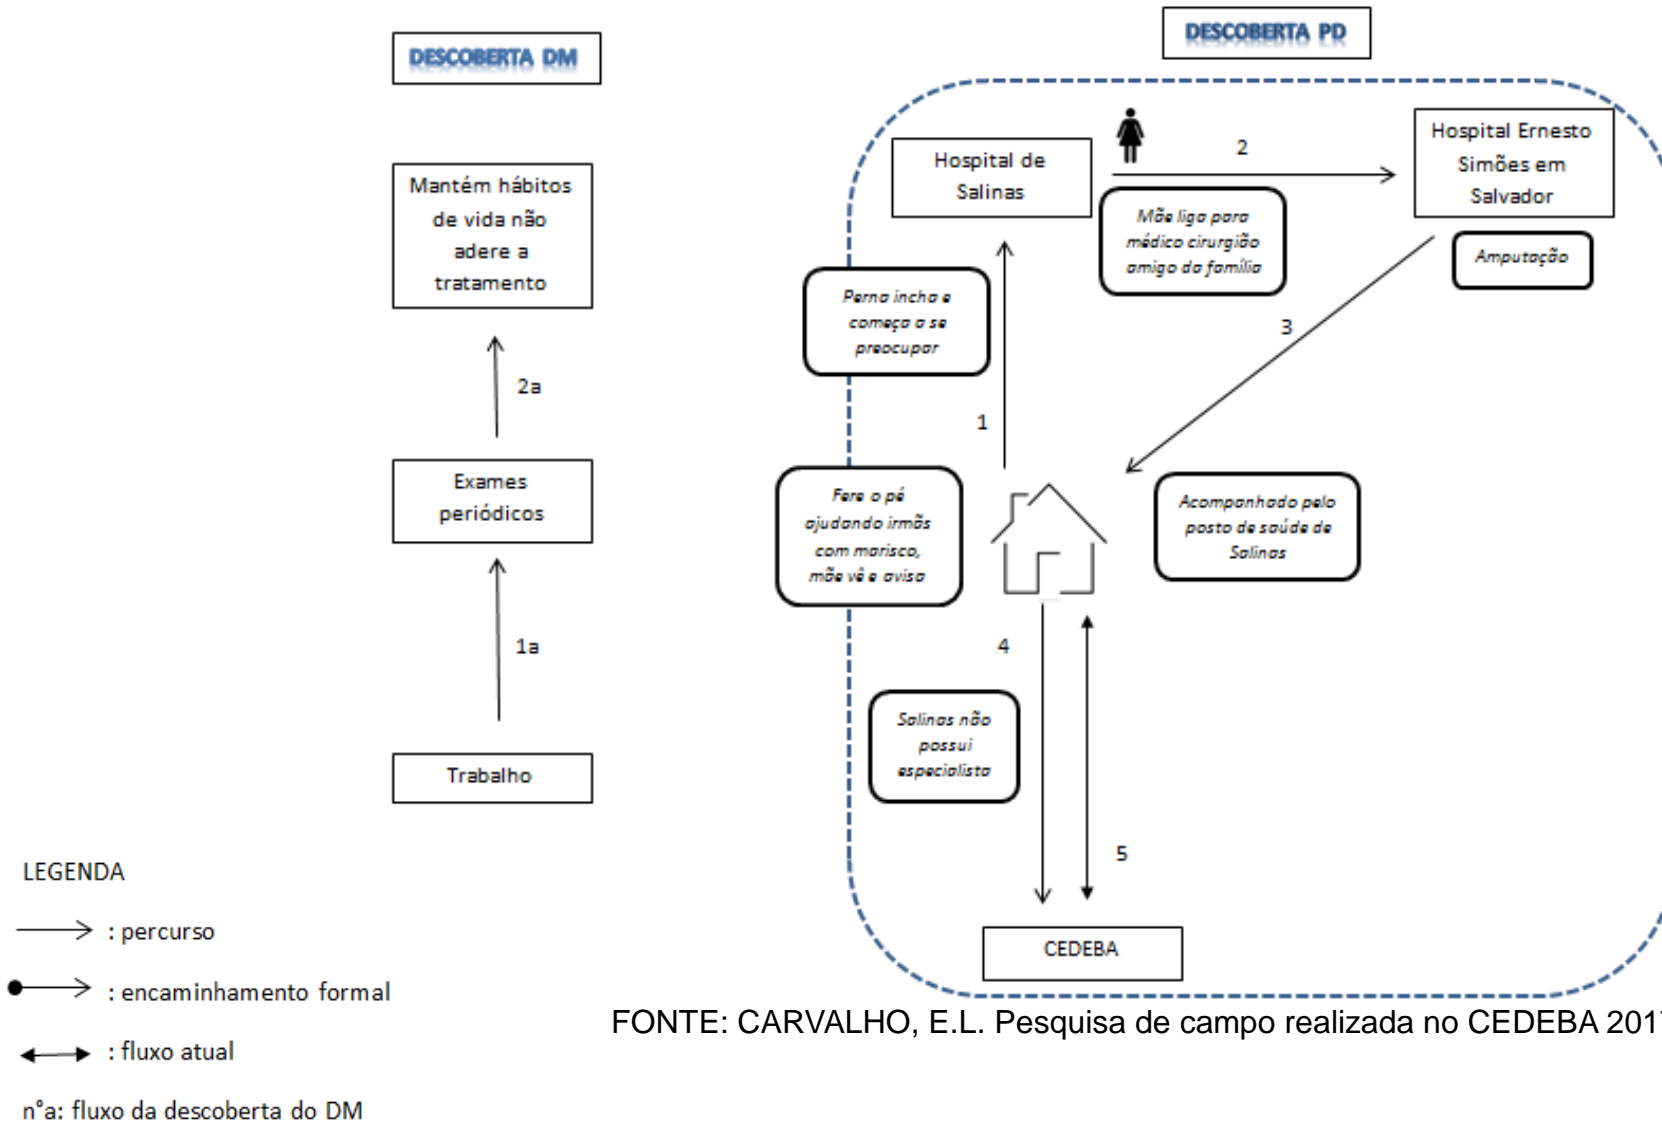 DESCOBERTA DM
Mantém hábitos
de vida não
adere a
tratamento
2a
Exames
periódicos
1a
Trabalho
DESCOBERTA PD
Hospital de
Salinas
2
Hospital Ernesto
Simões em
Salvador
Mãe liga para
médico cirurgião
amigo da família
Amputação
Perna incha e
começa a se
preocupar
3
1
Fere o pé
ajudando irmãs
com marisco,
mãe vê e avisa
Acompanhado pelo
posto de saúde de
Salinas
4
Salinas não
possui
especialista
5
CEDEBA
LEGENDA
: percurso
: encaminhamento formal
: fluxo atual
n°a: fluxo da descoberta do DM
FONTE: CARVALHO, E.L. Pesquisa de campo realizada no CEDEBA 2017